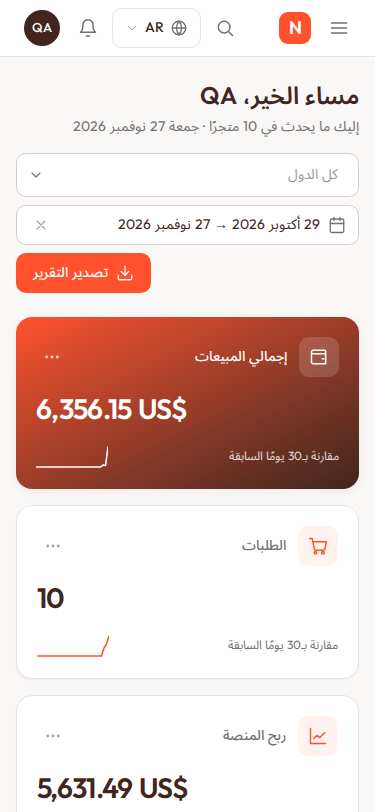 N
AR
QA
مساء الخير، QA
إليك ما يحدث في 10 متجرًا · جمعة 27 نوفمبر 2026
كل الدول
29 أكتوبر 2026 → 27 نوفمبر 2026
تصدير التقرير
إجمالي المبيعات
6,356.15 US$
مقارنة بـ30 يومًا السابقة
الطلبات
10
مقارنة بـ30 يومًا السابقة
ربح المنصة
5,631.49 US$